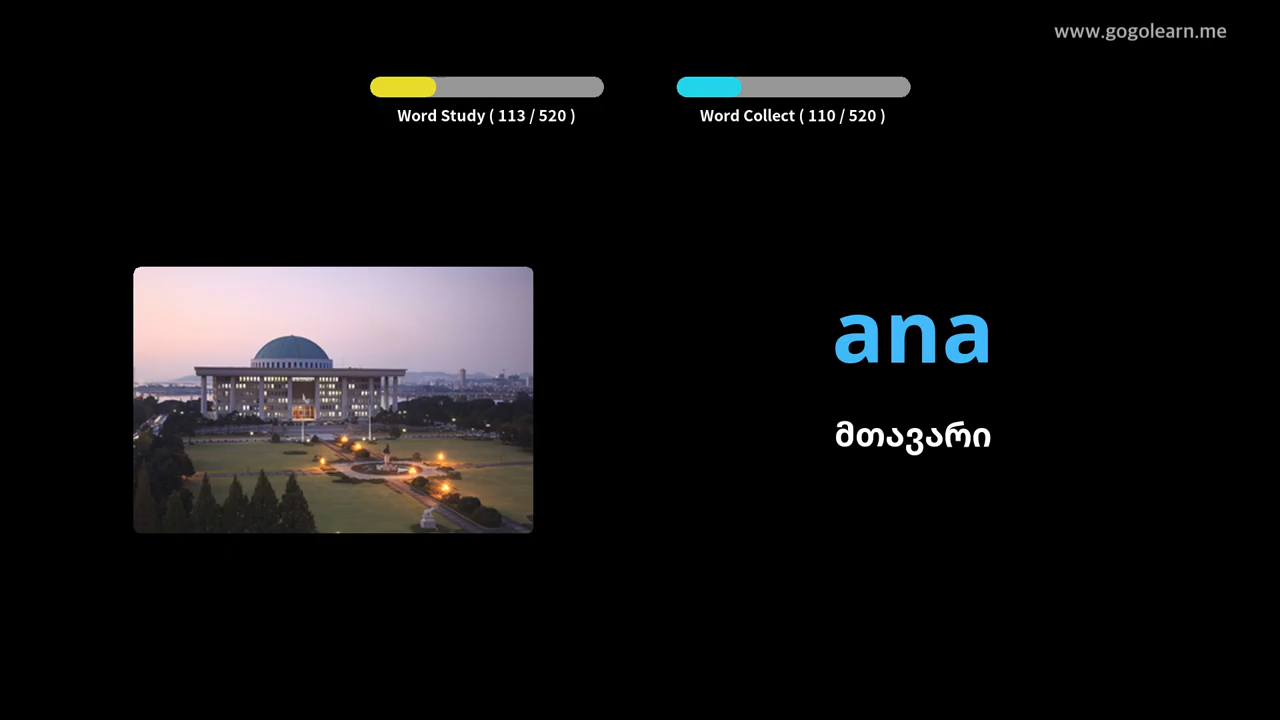 www.gogolearn.me
Word Study ( 113 / 520 )
Word Collect ( 110 / 520 )
ana
მთავარი